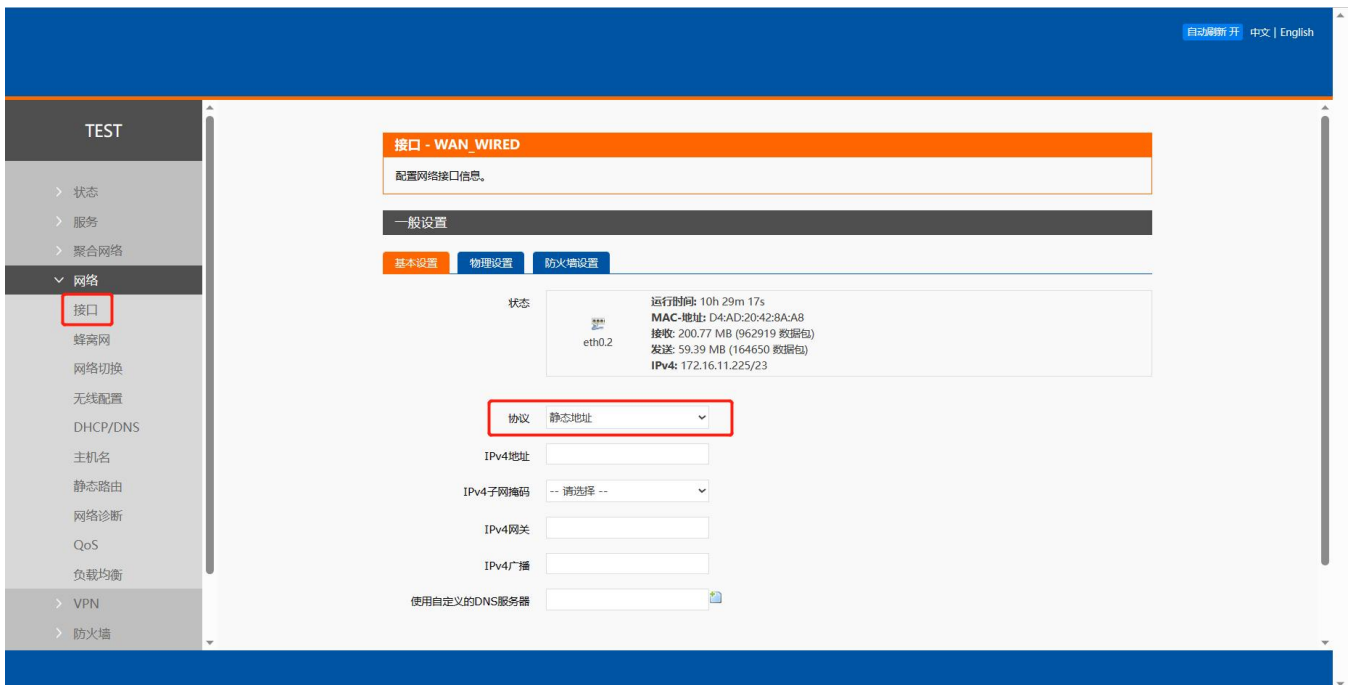 自动刷新 开 中文 | English
TEST
状态
服务
聚合网络
网络
接口
蜂窝网
网络切换
无线配置
DHCP/DNS
主机名
静态路由
网络诊断
QoS
负载均衡
VPN
防火墙
接口 - WAN_WIRED
配置网络接口信息。
一般设置
基本设置 物理设置 防火墙设置
状态
eth0.2
运行时间: 10h 29m 17s
MAC-地址: D4:AD:20:42:8A:A8
接收: 200.77 MB (962919 数据包)
发送: 59.39 MB (164650 数据包)
IPv4: 172.16.11.225/23
协议 静态地址
IPv4地址
IPv4子网掩码 -- 请选择 --
IPv4网关
IPv4广播
使用自定义的DNS服务器